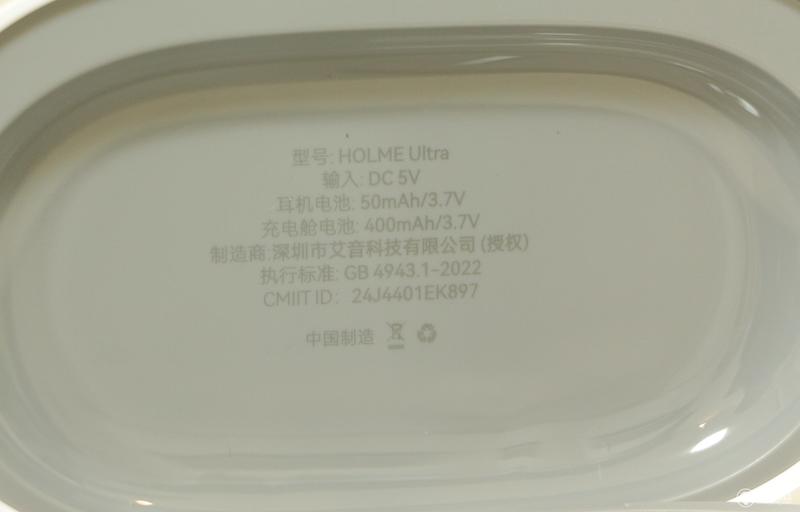 型号: HOLME Ultra
输入: DC 5V
耳机电池: 50mAh/3.7V
充电舱电池: 400mAh/3.7V
制造商:深圳市艾音科技有限公司 (授权)
执行标准: GB 4943.1-2022
CMIIT ID: 24J4401EK897
中国制造